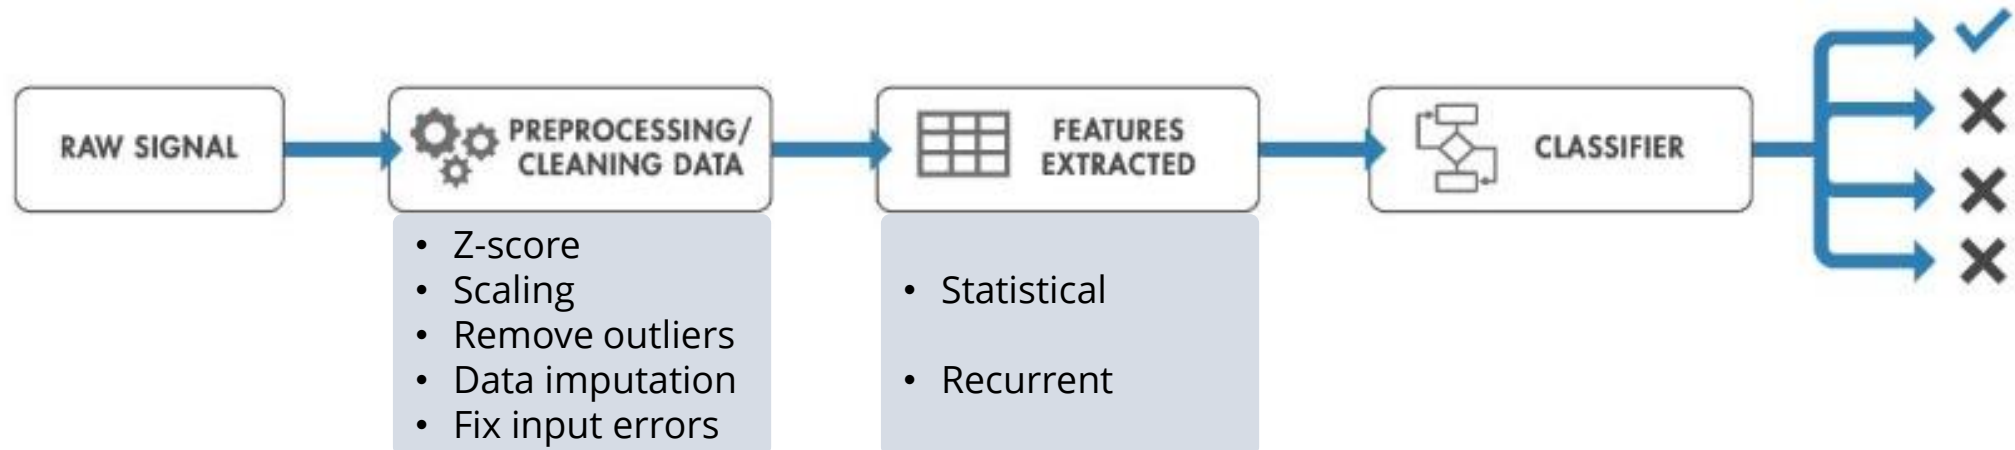 RAW SIGNAL
PREPROCESSING/
CLEANING DATA
• Z-score
• Scaling
• Remove outliers
• Data imputation
• Fix input errors
FEATURES
EXTRACTED
• Statistical
• Recurrent
CLASSIFIER